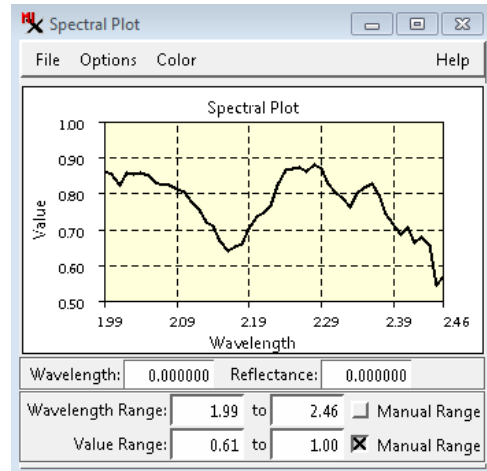 Spectral Plot
File Options Color Help
Spectral Plot
1.00
0.90
0.80
0.70
0.60
0.50
Value
1.99 2.09 2.19 2.29 2.39 2.46
Wavelength
Wavelength: 0.000000 Reflectance: 0.000000
Wavelength Range: 1.99 to 2.46 Manual Range
Value Range: 0.61 to 1.00 Manual Range